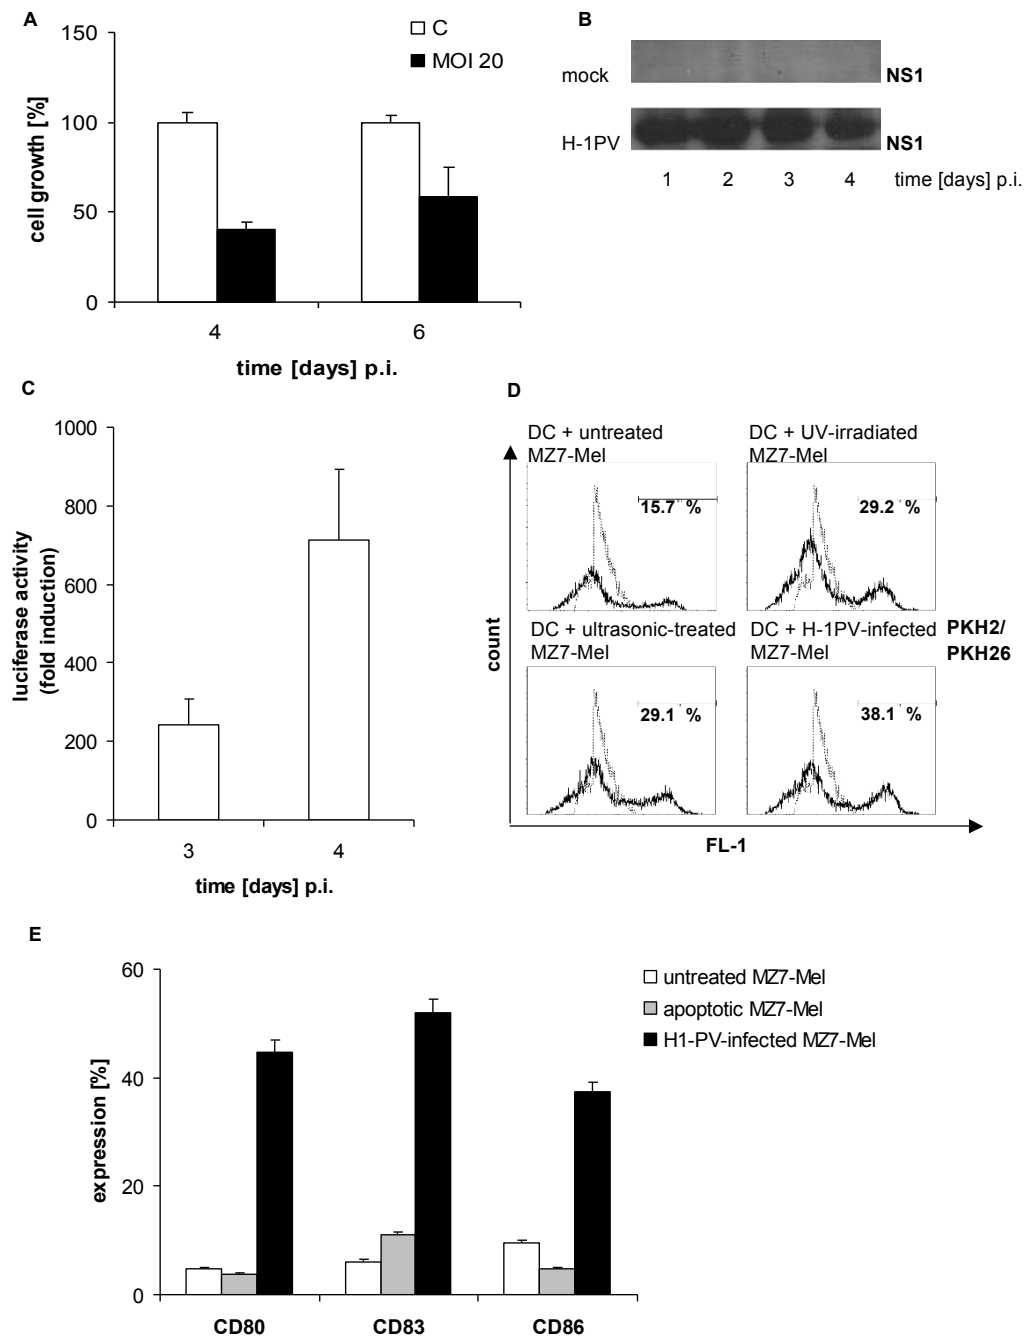 A
150
100
50
0
cell growth [%]
C
MOI 20
4 6
time [days] p.i.
B
mock NS1
H-1PV NS1
1 2 3 4 time [days] p.i.
C
1000
800
600
400
200
0
luciferase activity
(fold induction)
3 4
time [days] p.i.
D
DC + untreated
MZ7-Mel
15.7 %
DC + UV-irradiated
MZ7-Mel
29.2 %
DC + ultrasonic-treated
MZ7-Mel
29.1 %
DC + H-1PV-infected
MZ7-Mel
38.1 %
PKH2/
PKH26
count
FL-1
E
60
40
20
0
expression [%]
untreated MZ7-Mel
apoptotic MZ7-Mel
H1-PV-infected MZ7-Mel
CD80 CD83 CD86